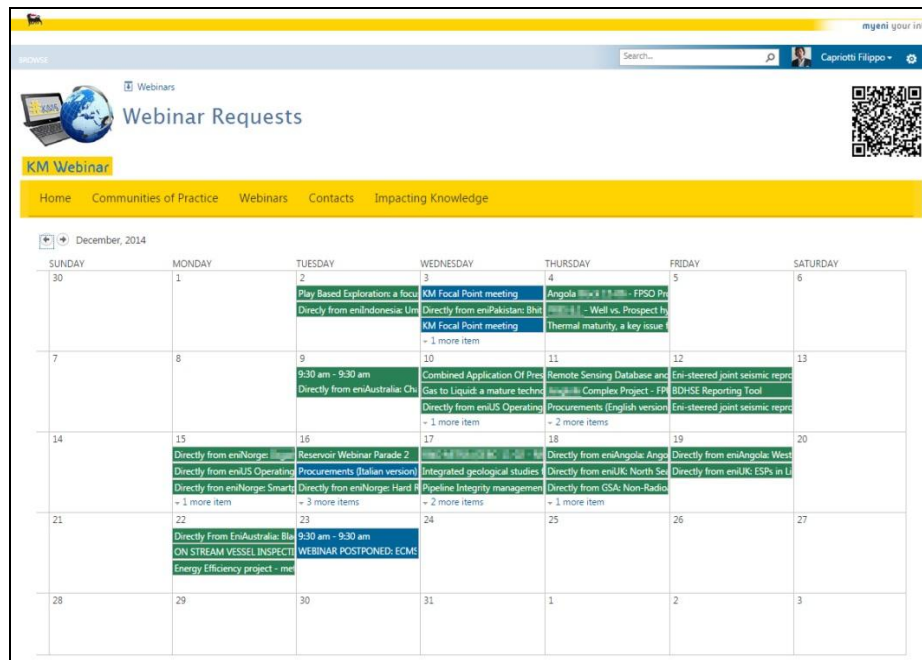 myeni your in
BROWSE
Search...
Capriotti Filippo
Webinars
Webinar Requests
KM Webinar
Home Communities of Practice Webinars Contacts Impacting Knowledge
December, 2014
SUNDAY MONDAY TUESDAY WEDNESDAY THURSDAY FRIDAY SATURDAY
30 1 2 3 4 5 6
Play Based Exploration: a focu KM Focal Point meeting Angola - FPSO Pr
Direcly from eniIndonesia: Um Directly from eniPakistan: Bhit - Well vs. Prospect hy
KM Focal Point meeting Thermal maturity, a key issue
1 more item
7 8 9 10 11 12 13
9:30 am - 9:30 am Combined Application Of Pres Remote Sensing Database and Eni-steered joint seismic repro
Directly from eniAustralia: Cha Gas to Liquid: a mature techno Complex Project - FP BDHSE Reporting Tool
Directly from eniUS Operating Procurements (English version Eni-steered joint seismic repro
1 more item 2 more items
14 15 16 17 18 19 20
Directly from eniNorge: Reservoir Webinar Parade 2 Directly from eniAngola: Ango Directly from eniAngola: West
Directly from eniUS Operating Procurements (Italian version) Integrated geological studies Directly from eniUK: North Sea Directly from eniUK: ESPs in Li
Directly fron eniNorge: Smartp Directly fron eniNorge: Hard R Pipeline Integrity managemen Directly from GSA: Non-Radio
1 more item 3 more items 2 more items 1 more item
21 22 23 24 25 26 27
Directly From EniAustralia: Bla 9:30 am - 9:30 am
ON STREAM VESSEL INSPECTI WEBINAR POSTPONED: ECMS
Energy Efficiency project - met
28 29 30 31 1 2 3